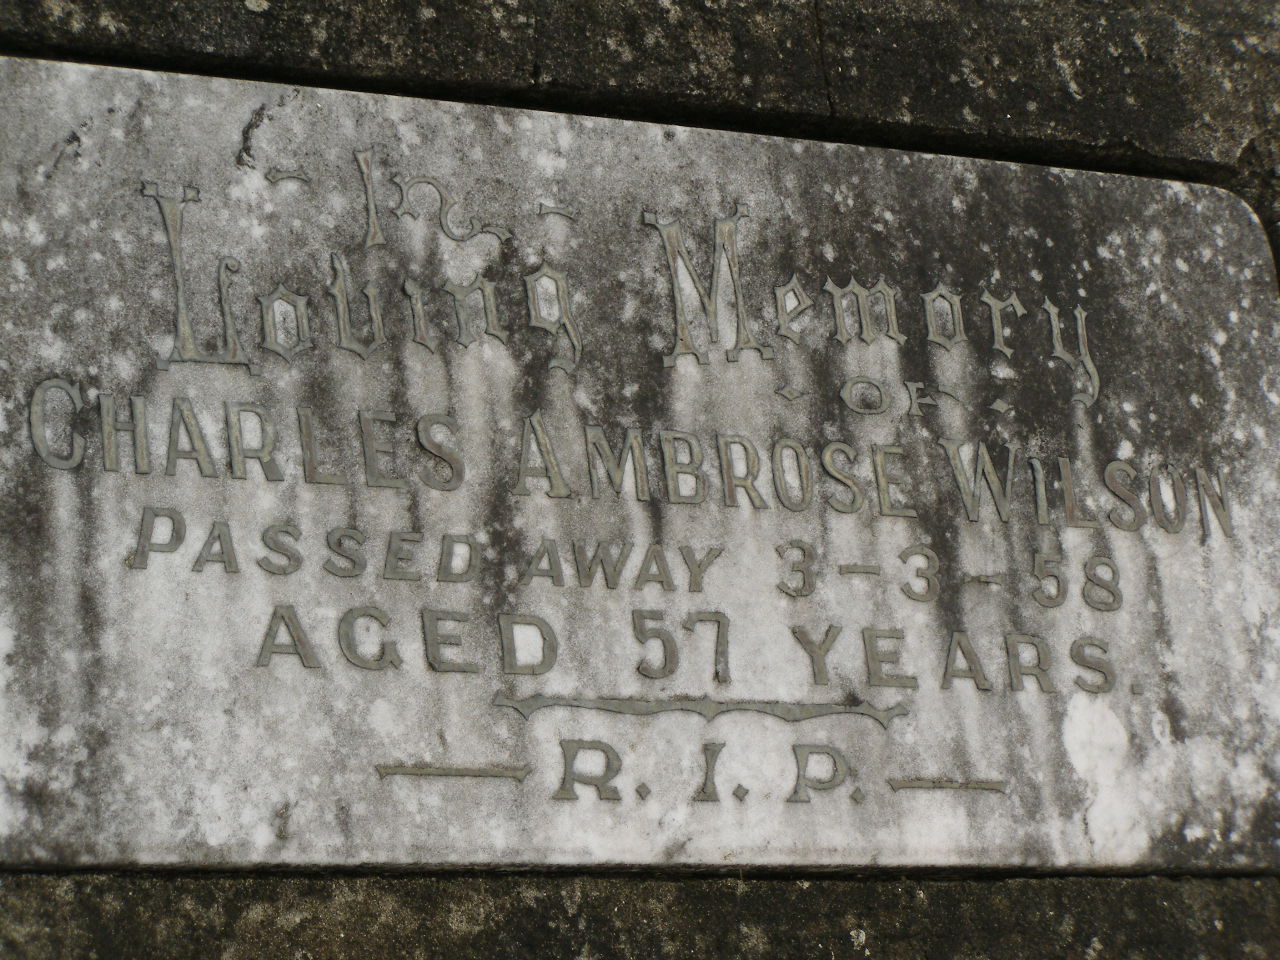 In Loving Memory
· OF ·
CHARLES AMBROSE WILSON
PASSED AWAY 3-3-58
AGED 57 YEARS.
— R.I.P. —